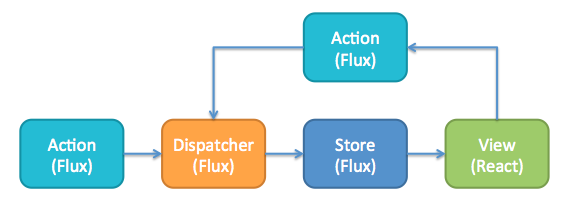 Action
(Flux)
Action
(Flux)
Dispatcher
(Flux)
Store
(Flux)
View
(React)